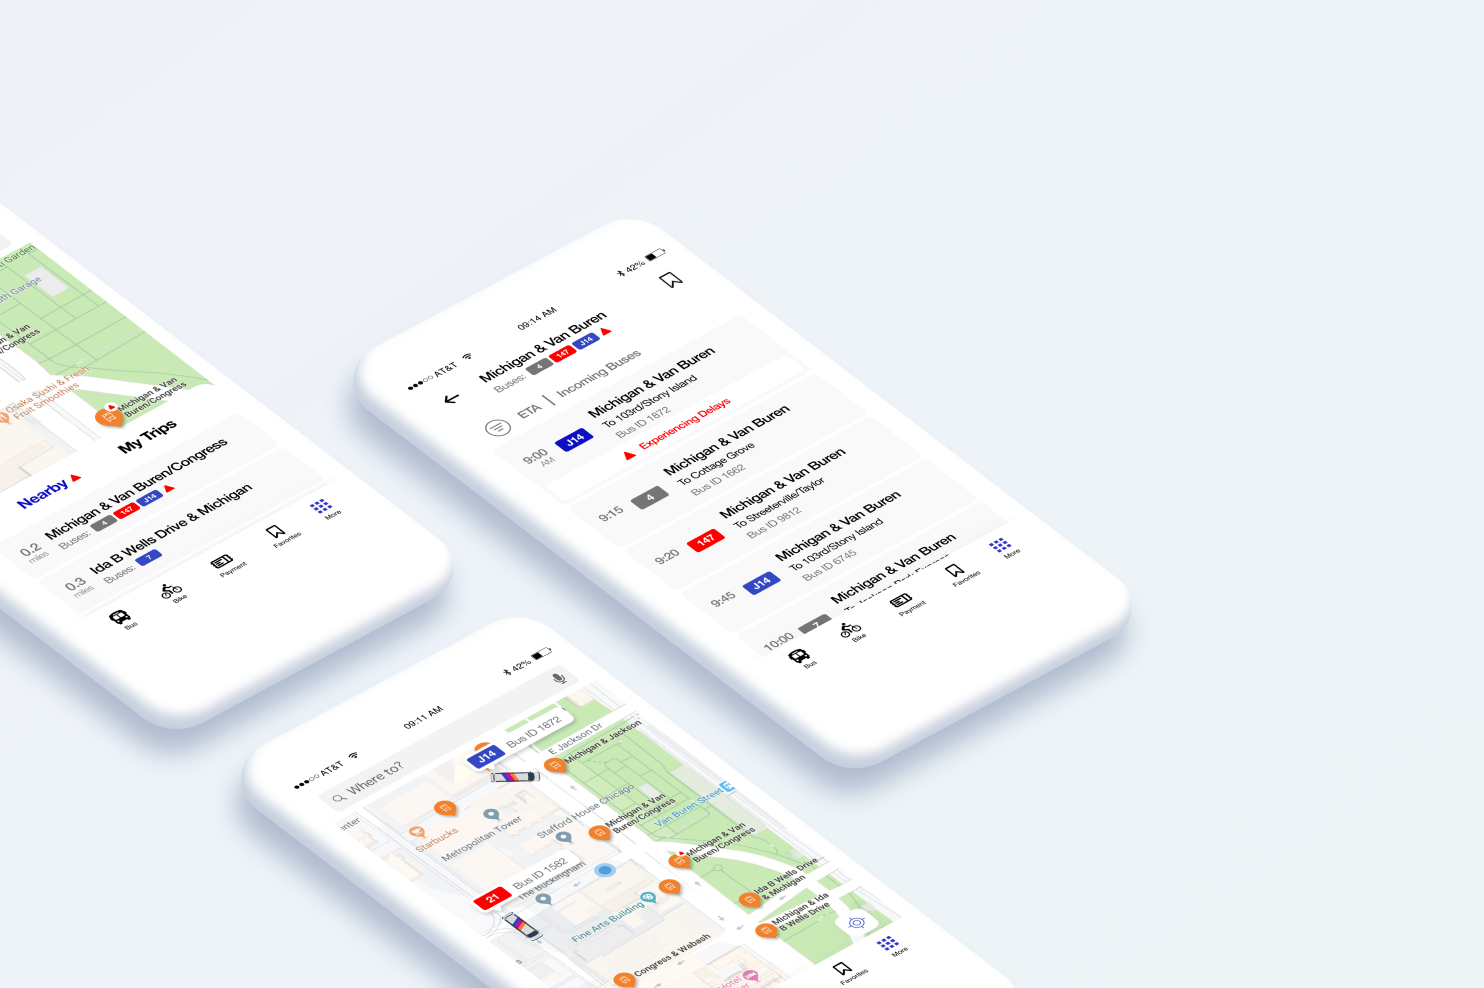 Garden
th Garage
n & Van
/Congress
Osaka Sushi & Fresh
Fruit Smoothies
Michigan & Van
Buren/Congress
My Trips
Nearby
0.2
miles
Michigan & Van Buren/Congress
Buses: 4 147 J14
0.3
miles
Ida B Wells Drive & Michigan
Buses: 7
Bus
Bike
Payment
Favorites
More
AT&T
09:14 AM
42%
Michigan & Van Buren
Buses: 4 147 J14
ETA | Incoming Buses
9:00
AM
J14
Michigan & Van Buren
To 103rd/Stony Island
Bus ID 1872
Experiencing Delays
9:15
4
Michigan & Van Buren
To Cottage Grove
Bus ID 1662
9:20
147
Michigan & Van Buren
To Streeterville/Taylor
Bus ID 9812
9:45
J14
Michigan & Van Buren
To 103rd/Stony Island
Bus ID 6745
10:00
7
Michigan & Van Buren
Bus
Bike
Payment
Favorites
More
AT&T
09:11 AM
42%
Where to?
J14
Bus ID 1872
E Jackson Dr
Michigan & Jackson
Starbucks
Metropolitan Tower
Stafford House Chicago
Michigan & Van
Buren/Congress
Van Buren Street
Michigan & Van
Buren/Congress
21
Bus ID 1582
The Buckingham
Fine Arts Building
Ida B Wells Drive
& Michigan
Michigan & Ida
B Wells Drive
Congress & Wabash
Hotel
Favorites
More